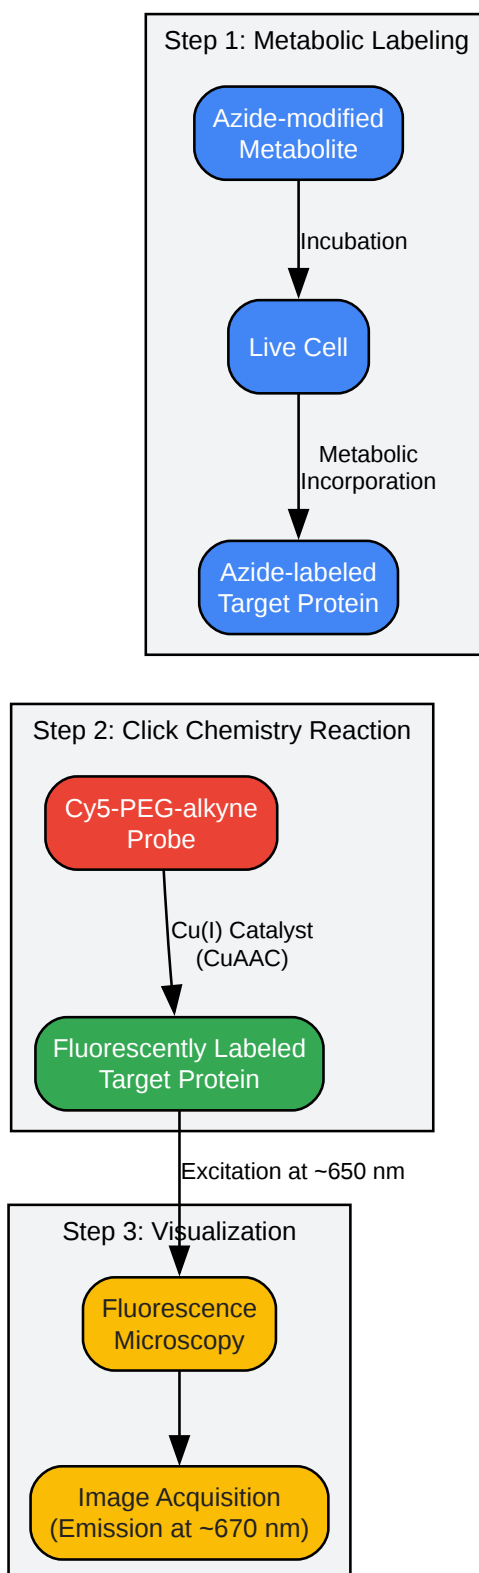 Step 1: Metabolic Labeling
Azide-modified
Metabolite
Incubation
Live Cell
Metabolic
Incorporation
Azide-labeled
Target Protein
Step 2: Click Chemistry Reaction
Cy5-PEG-alkyne
Probe
Cu(I) Catalyst
(CuAAC)
Fluorescently Labeled
Target Protein
Excitation at ~650 nm
Step 3: Visualization
Fluorescence
Microscopy
Image Acquisition
(Emission at ~670 nm)